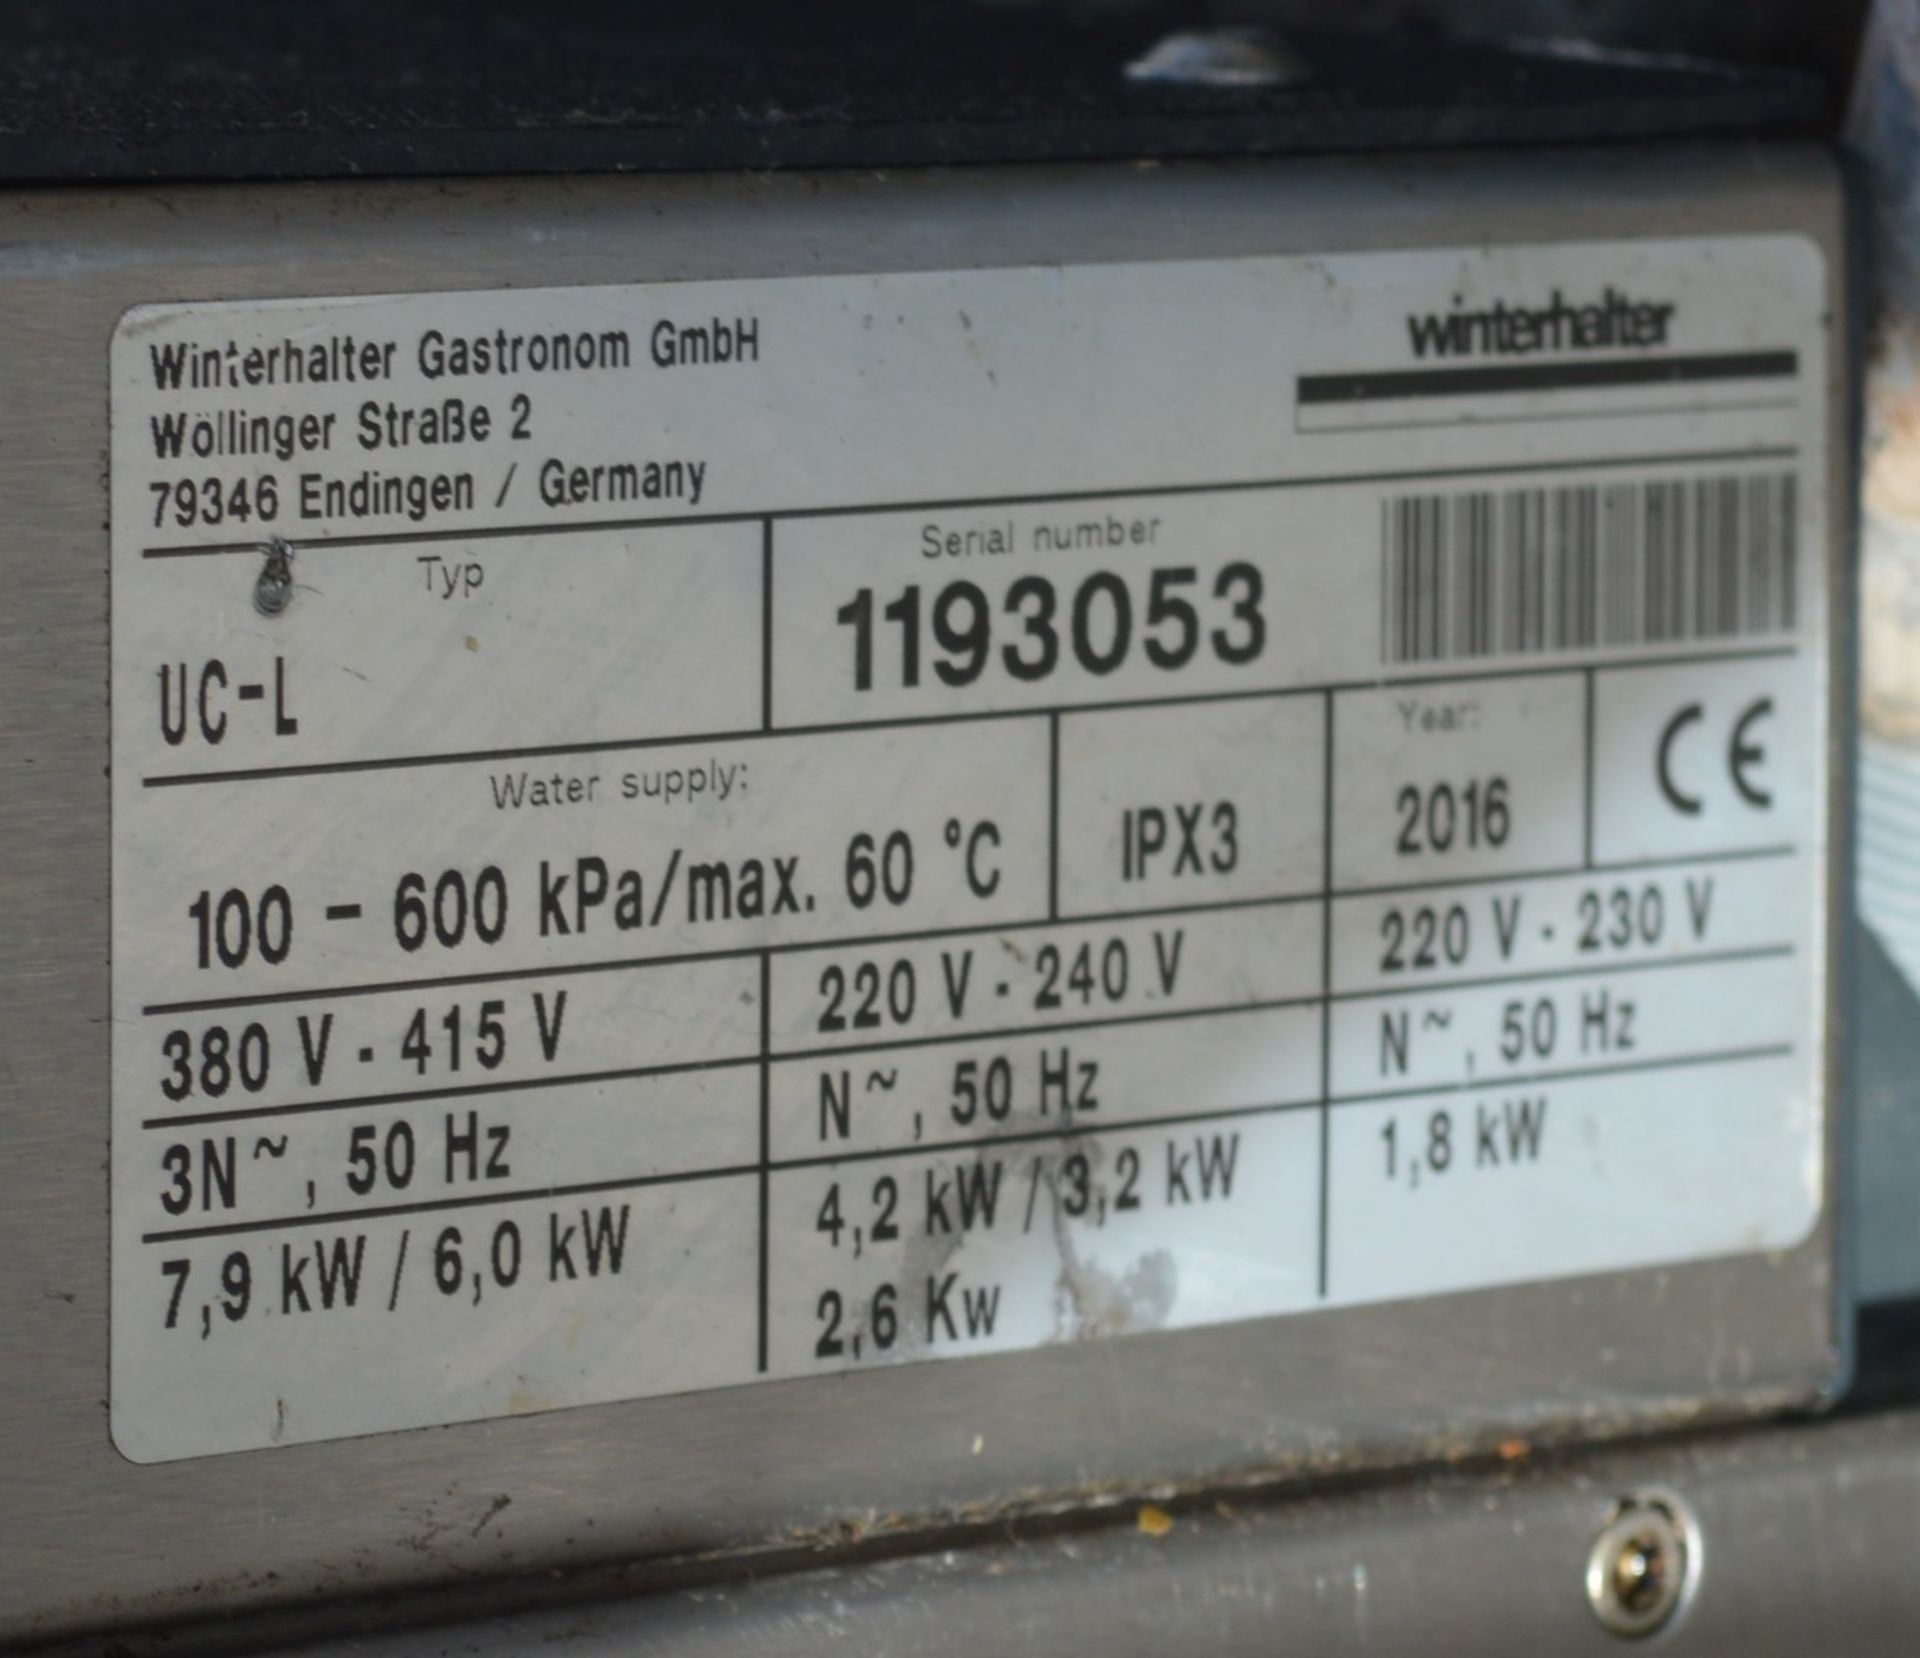 Winterhalter Gastronom GmbH
Wöllinger Straße 2
79346 Endingen / Germany
winterhalter
Typ
UC-L
Serial number
1193053
Water supply:
100 - 600 kPa/max. 60 °C
IPX3
Year:
2016
CE
380 V - 415 V
3N~, 50 Hz
7,9 kW / 6,0 kW
220 V - 240 V
N~, 50 Hz
4,2 kW / 3,2 kW
2,6 Kw
220 V - 230 V
N~, 50 Hz
1,8 kW